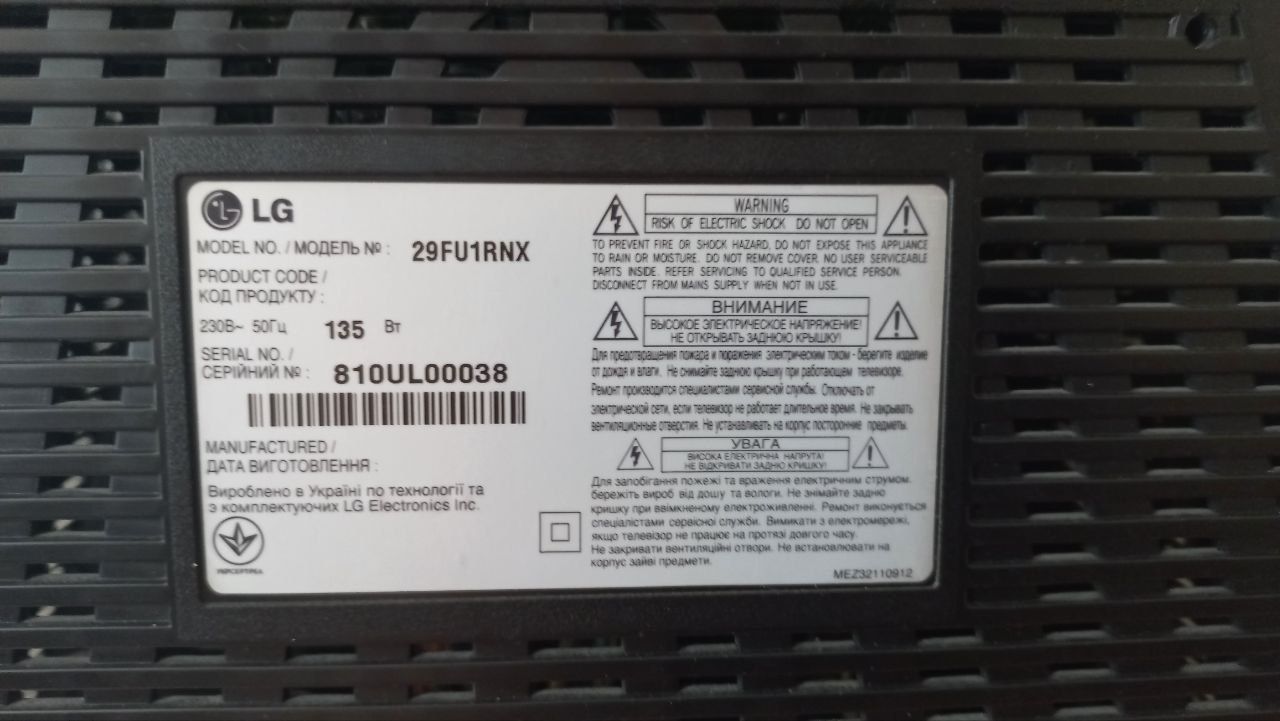 LG
MODEL NO. / МОДЕЛЬ № : 29FU1RNX
PRODUCT CODE /
КОД ПРОДУКТУ :
230В~ 50Гц 135 Вт
SERIAL NO. /
СЕРІЙНИЙ № : 810UL00038
MANUFACTURED /
ДАТА ВИГОТОВЛЕННЯ :
Вироблено в Україні по технології та
з комплектуючих LG Electronics Inc.
УКРСЕПРОПА
WARNING
RISK OF ELECTRIC SHOCK DO NOT OPEN
TO PREVENT FIRE OR SHOCK HAZARD, DO NOT EXPOSE THIS APPLIANCE
TO RAIN OR MOISTURE. DO NOT REMOVE COVER. NO USER SERVICEABLE
PARTS INSIDE. REFER SERVICING TO QUALIFIED SERVICE PERSON.
DISCONNECT FROM MAINS SUPPLY WHEN NOT IN USE.
ВНИМАНИЕ
ВЫСОКОЕ ЭЛЕКТРИЧЕСКОЕ НАПРЯЖЕНИЕ!
НЕ ОТКРЫВАТЬ ЗАДНЮЮ КРЫШКУ!
Для предотвращения пожара и поражения электрическим током - берегите изделие
от дождя и влаги. Не снимайте заднюю крышку при работающем телевизоре.
Ремонт производится специалистами сервисной службы. Отключать от
электрической сети, если телевизор не работает длительное время. Не закрывать
вентиляционные отверстия. Не устанавливать на корпус посторонние предметы.
УВАГА
ВИСОКА ЕЛЕКТРИЧНА НАПРУГА!
НЕ ВІДКРИВАТИ ЗАДНЮ КРИШКУ!
Для запобігання пожежі та враження електричним струмом.
бережіть вироб від дошу та вологи. Не знімайте задню
кришку при ввімкненому електроживленні. Ремонт виконується
спеціалістами сервісної служби. Вимикати з електромережі,
якщо телевізор не працює на протязі довгого часу.
Не закривати вентиляційні отвори. Не встановлювати на
корпус зайві предмети.
MEZ32110912